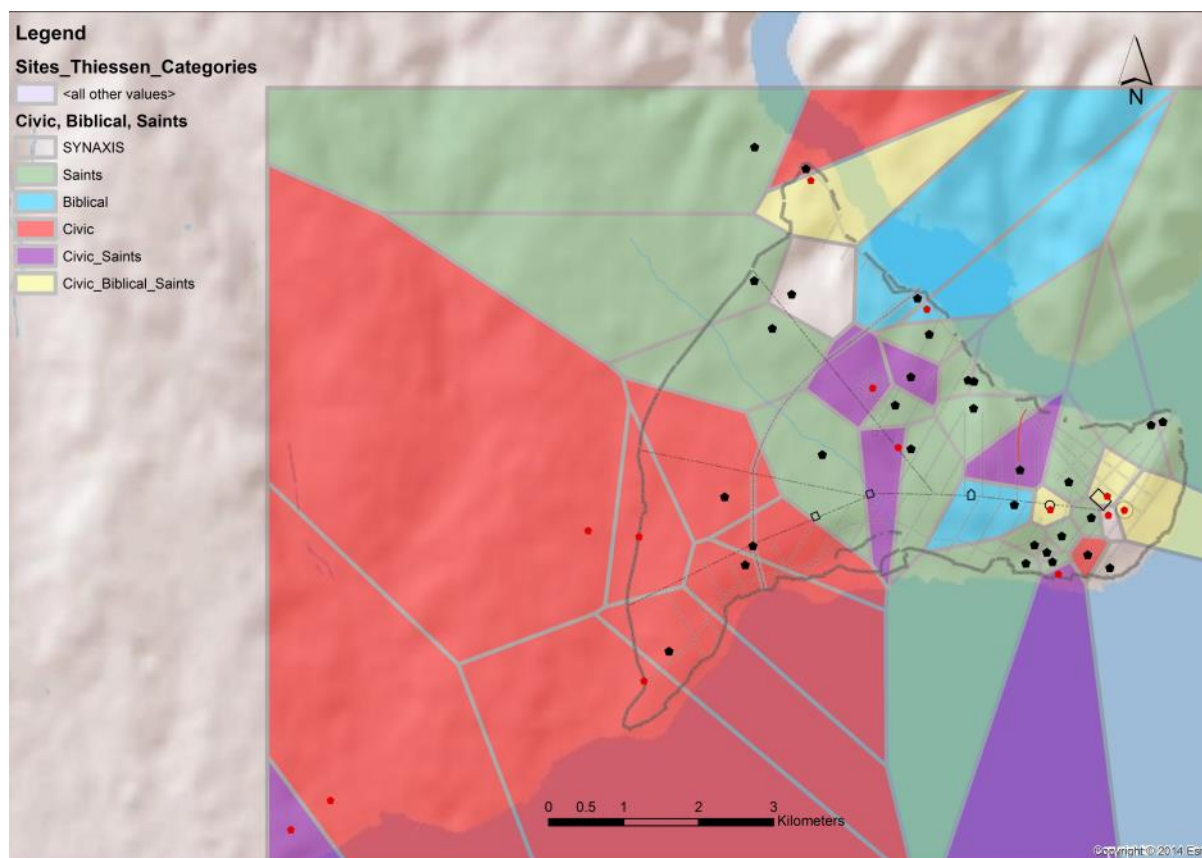 Legend
Sites_Thiessen_Categories
<all other values>
Civic, Biblical, Saints
SYNAXIS
Saints
Biblical
Civic
Civic_Saints
Civic_Biblical_Saints
N
0 0.5 1 2 3
Kilometers
Copyright:© 2014 Es